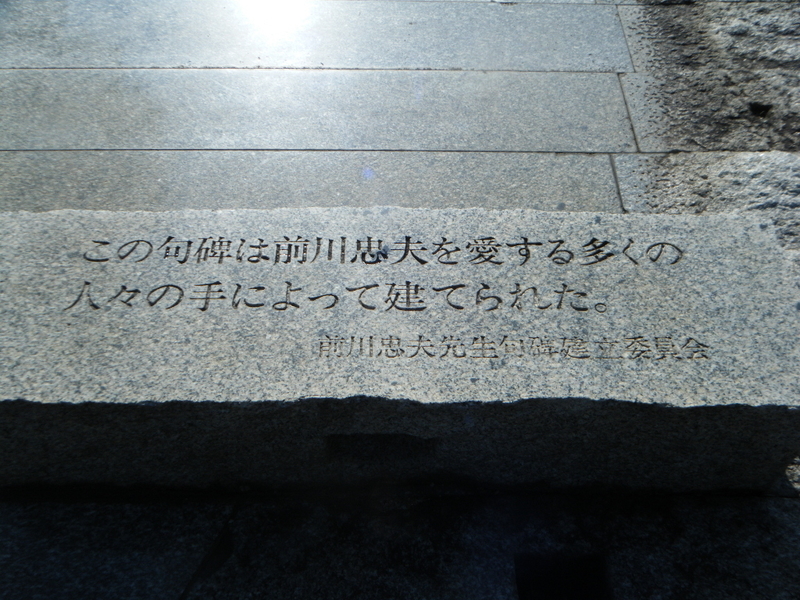 この句碑は前川忠夫を愛する多くの
人々の手によって建てられた。
前川忠夫先生句碑建立委員会